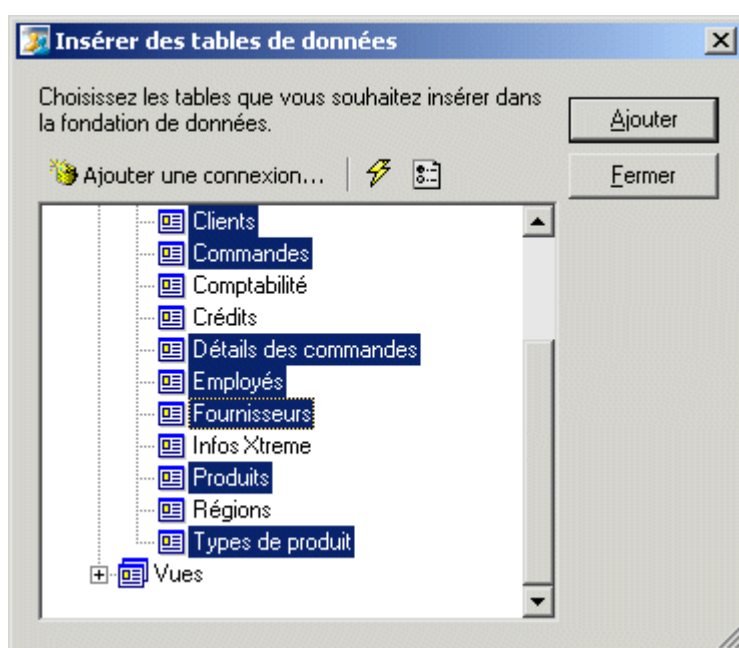 Insérer des tables de données
Choisissez les tables que vous souhaitez insérer dans
la fondation de données.
Ajouter
Ajouter une connexion...
Fermer
Clients
Commandes
Comptabilité
Crédits
Détails des commandes
Employés
Fournisseurs
Infos Xtreme
Produits
Régions
Types de produit
Vues